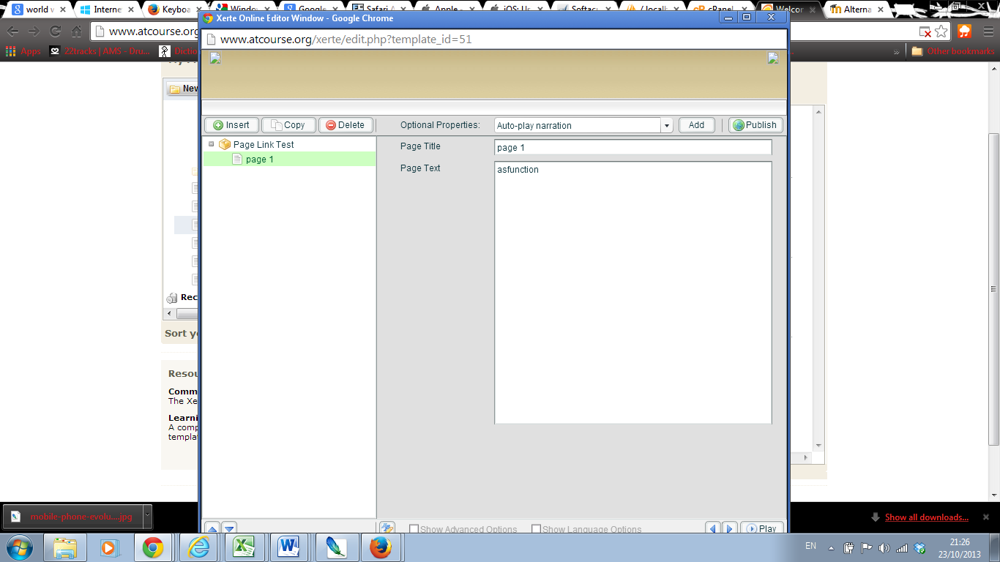 world w
Internet
Keyboa
Window
Google
Safari A
Apple -
iOS: Us
Softac
/ localh
cPanel
Welcor
Alterna
Xerte Online Editor Window - Google Chrome
www.atcourse.org
www.atcourse.org/xerte/edit.php?template_id=51
Apps
22tracks | AMS - Dru...
Dictio
Other bookmarks
New
Insert
Copy
Delete
Optional Properties:
Auto-play narration
Add
Publish
Page Link Test
page 1
Page Title
page 1
Page Text
asfunction
Rec
Sort yo
Resou
Comm
The Xe
Learni
A comp
templa
Show Advanced Options
Show Language Options
Play
mobile-phone-evolu....jpg
Show all downloads...
EN
21:26
23/10/2013